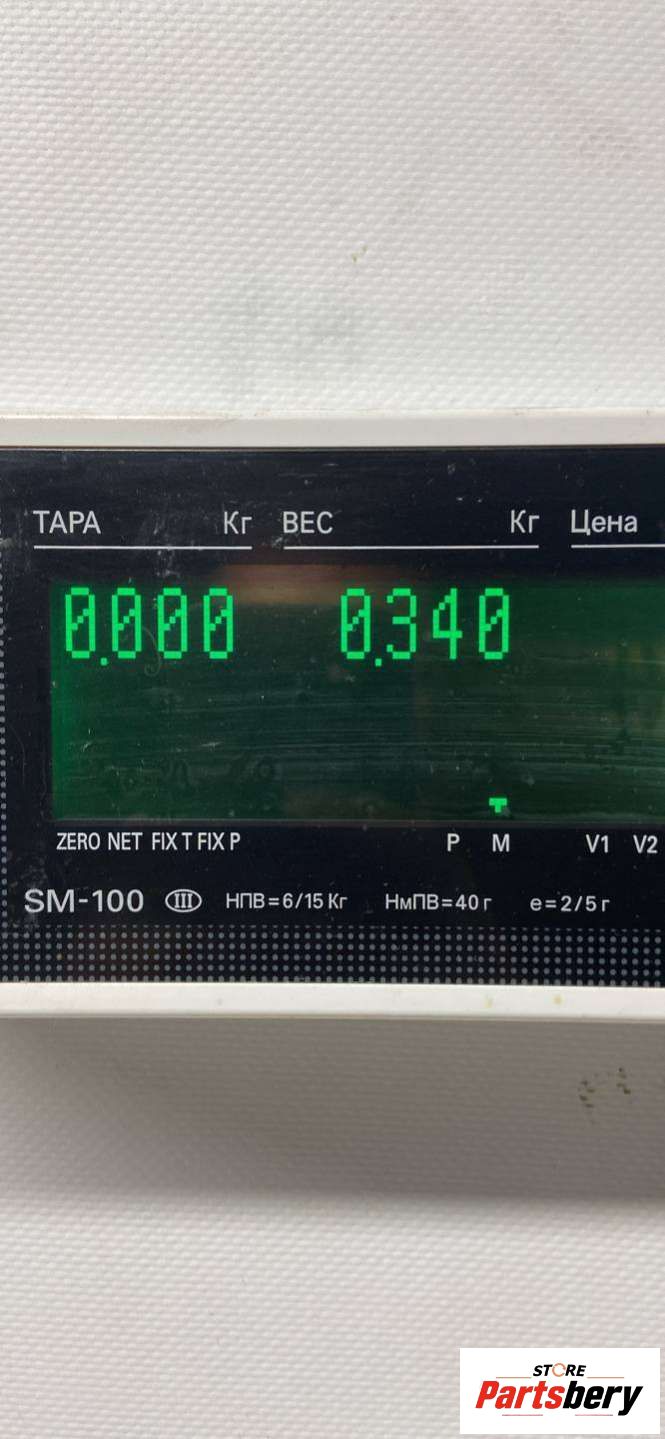 ТАРА Кг ВЕС Кг Цена
0.000 0.340
ZERO NET FIX T FIX P P M V1 V2
SM-100 III НПВ=6/15 Кг НмПВ=40 г e=2/5 г
STORE
Partsbery